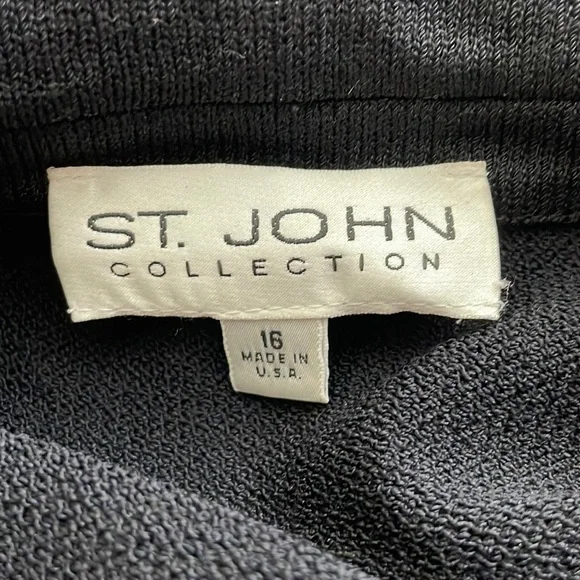 ST. JOHN
COLLECTION
16
MADE IN
U.S.A.